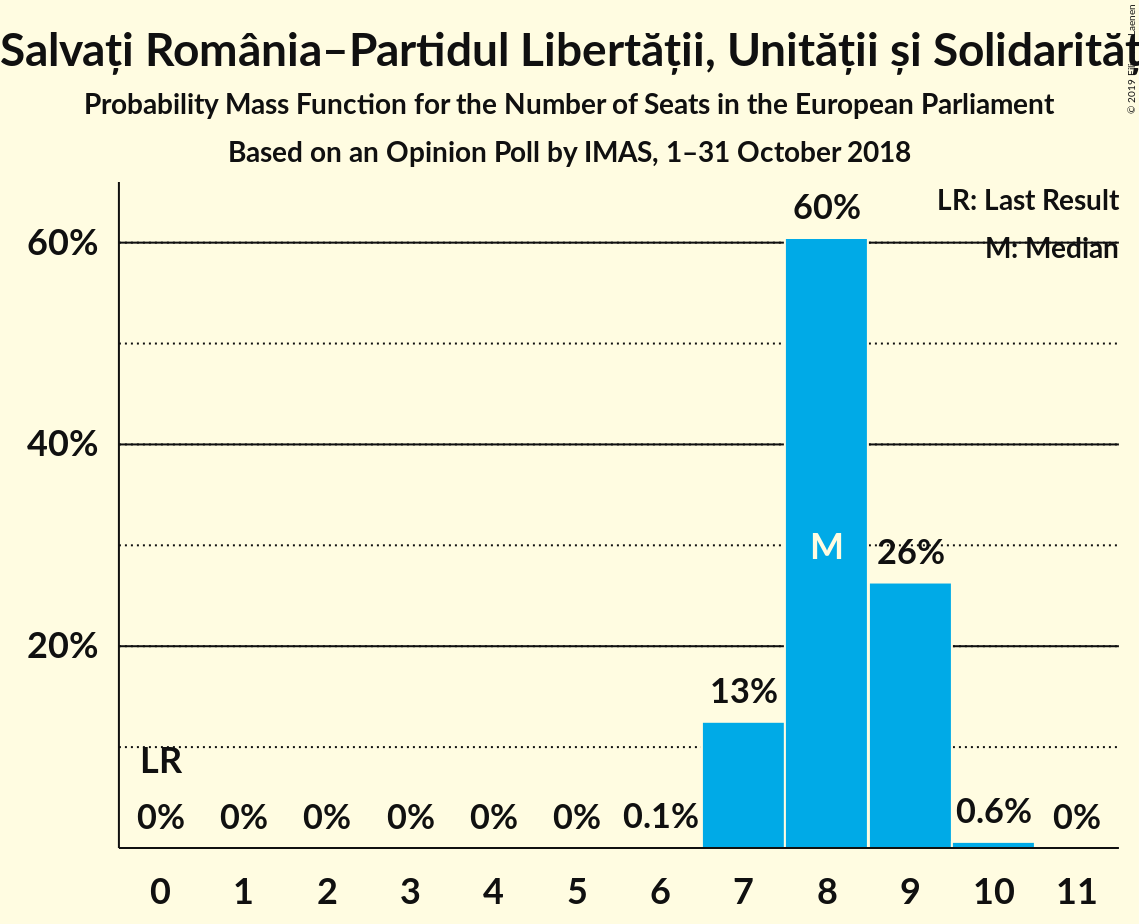 Salvați România–Partidul Libertății, Unității și Solidarităț
Probability Mass Function for the Number of Seats in the European Parliament
Based on an Opinion Poll by IMAS, 1–31 October 2018
© 2019
LR: Last Result
M: Median
60%
40%
20%
LR
0% 0% 0% 0% 0% 0% 0.1% 13% 60% 26% 0.6% 0%
M
0 1 2 3 4 5 6 7 8 9 10 11